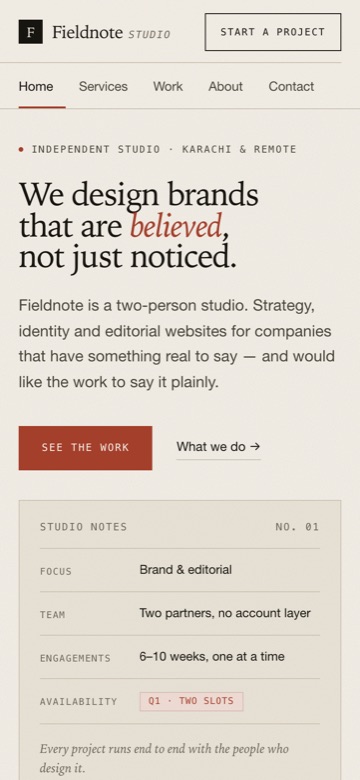 F Fieldnote STUDIO
START A PROJECT
Home Services Work About Contact
INDEPENDENT STUDIO · KARACHI & REMOTE
We design brands
that are believed,
not just noticed.
Fieldnote is a two-person studio. Strategy,
identity and editorial websites for companies
that have something real to say — and would
like the work to say it plainly.
SEE THE WORK What we do →
STUDIO NOTES NO. 01
FOCUS Brand & editorial
TEAM Two partners, no account layer
ENGAGEMENTS 6–10 weeks, one at a time
AVAILABILITY Q1 · TWO SLOTS
Every project runs end to end with the people who
design it.